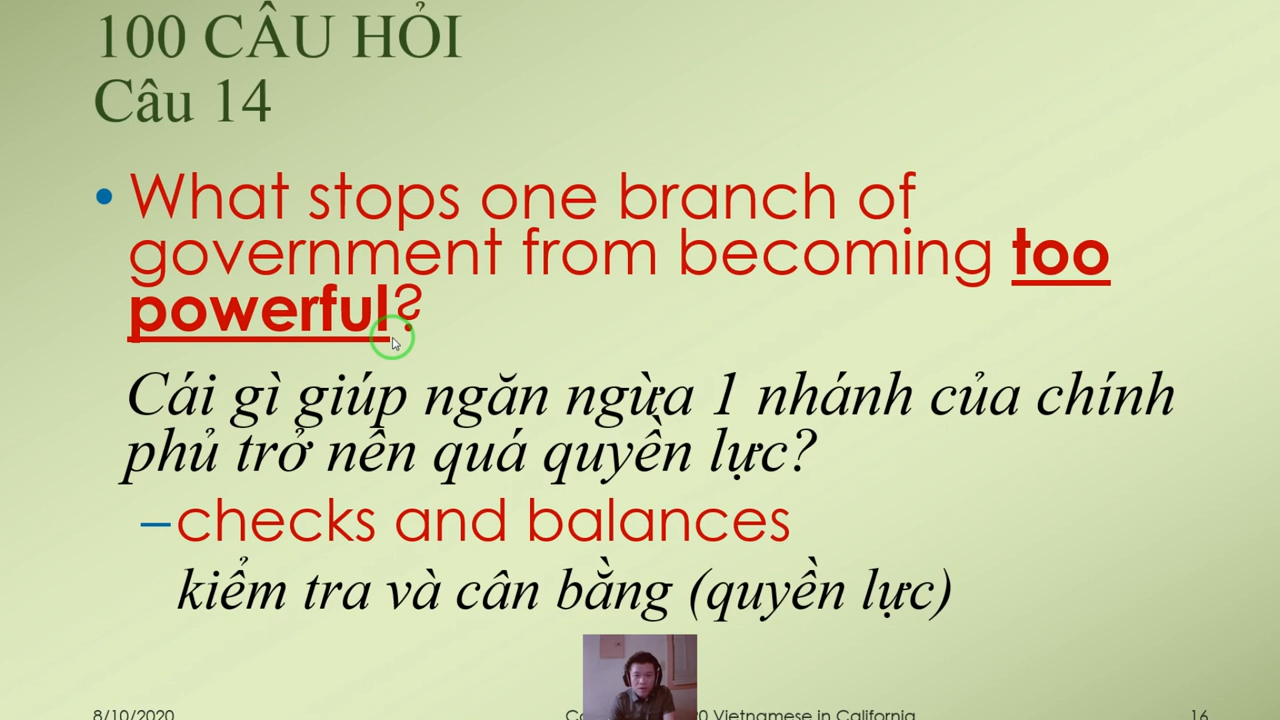 100 CÂU HỎI
Câu 14
• What stops one branch of
government from becoming too
powerful?
Cái gì giúp ngăn ngừa 1 nhánh của chính
phủ trở nên quá quyền lực?
–checks and balances
kiểm tra và cân bằng (quyền lực)
8/10/2020
Vietnamese in California
16